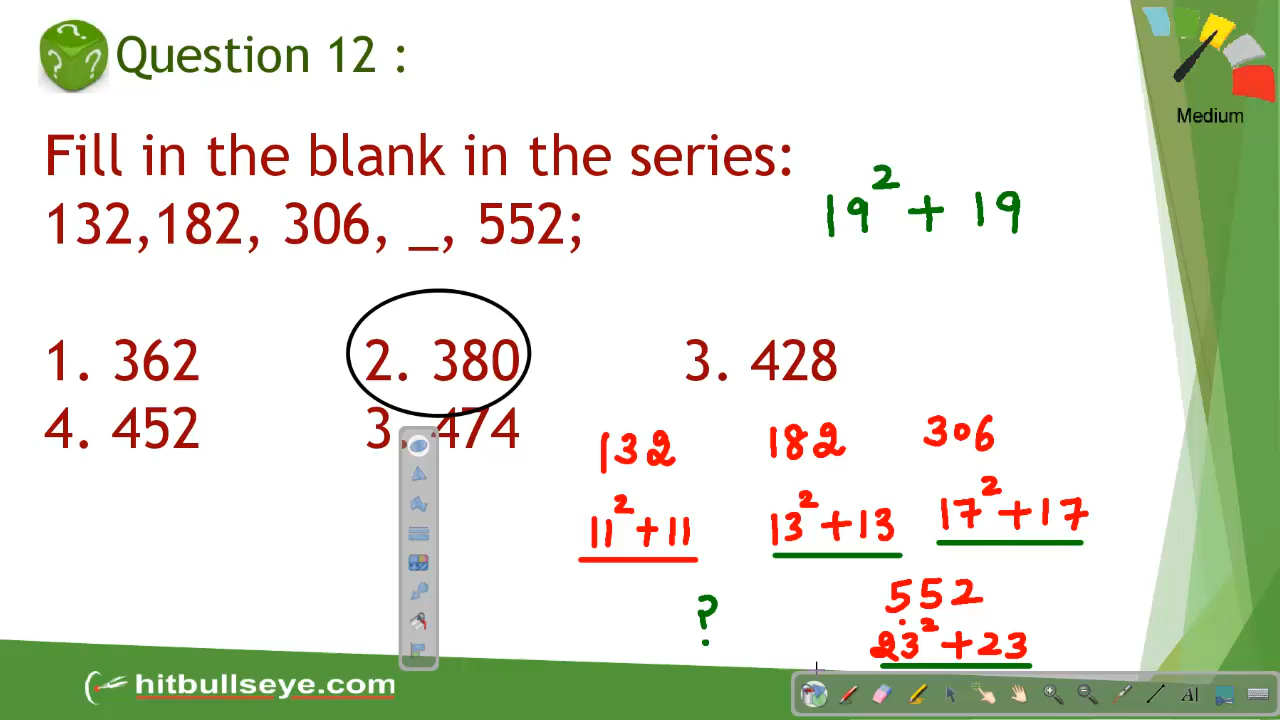 Question 12 :
Medium
Fill in the blank in the series:
132,182, 306, _, 552;
19² + 19
1. 362 2. 380 3. 428
4. 452 3. 474
132 182 306
11² + 11 13² + 13 17² + 17
? 552
23² + 23
hitbullseye.com
A